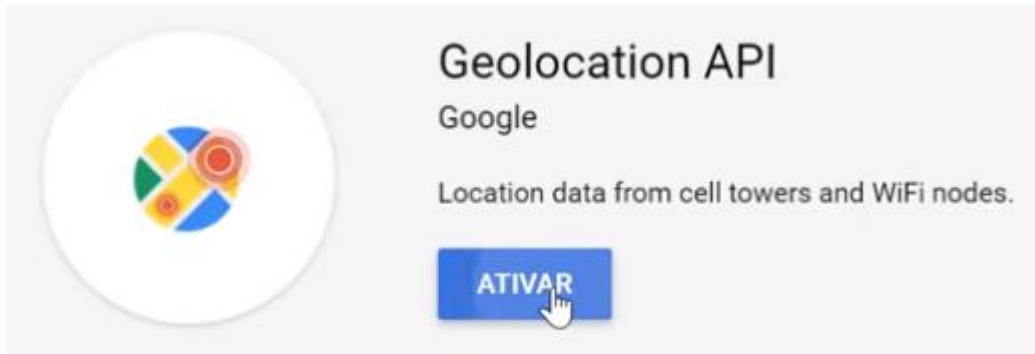 Geolocation API
Google
Location data from cell towers and WiFi nodes.
ATIVAR